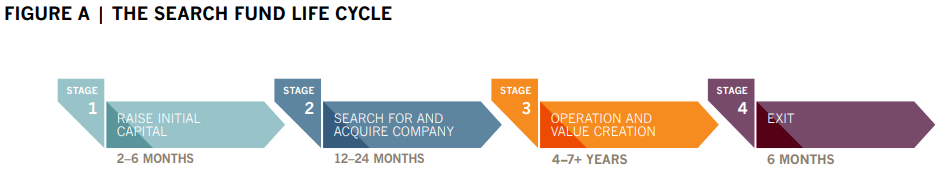 FIGURE A | THE SEARCH FUND LIFE CYCLE
STAGE
1
RAISE INITIAL
CAPITAL
2–6 MONTHS
STAGE
2
SEARCH FOR AND
ACQUIRE COMPANY
12–24 MONTHS
STAGE
3
OPERATION AND
VALUE CREATION
4–7+ YEARS
STAGE
4
EXIT
6 MONTHS